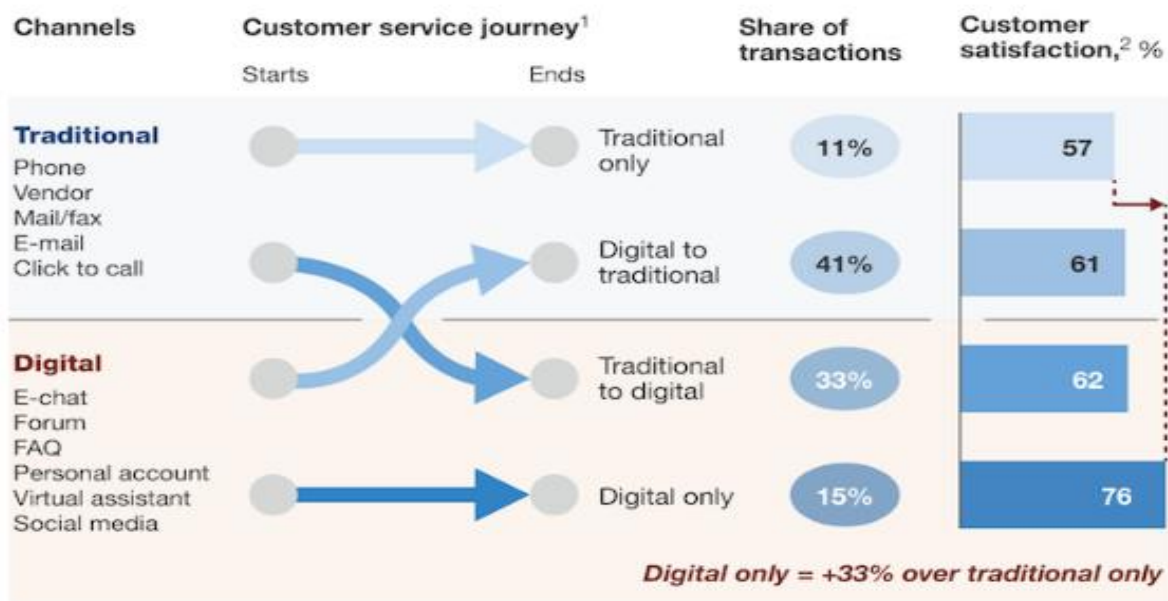 Channels
Customer service journey¹
Share of
transactions
Customer
satisfaction,² %
Starts
Ends
Traditional
Phone
Vendor
Mail/fax
E-mail
Click to call
Traditional
only
11%
57
Digital to
traditional
41%
61
Digital
E-chat
Forum
FAQ
Personal account
Virtual assistant
Social media
Traditional
to digital
33%
62
Digital only
15%
76
Digital only = +33% over traditional only